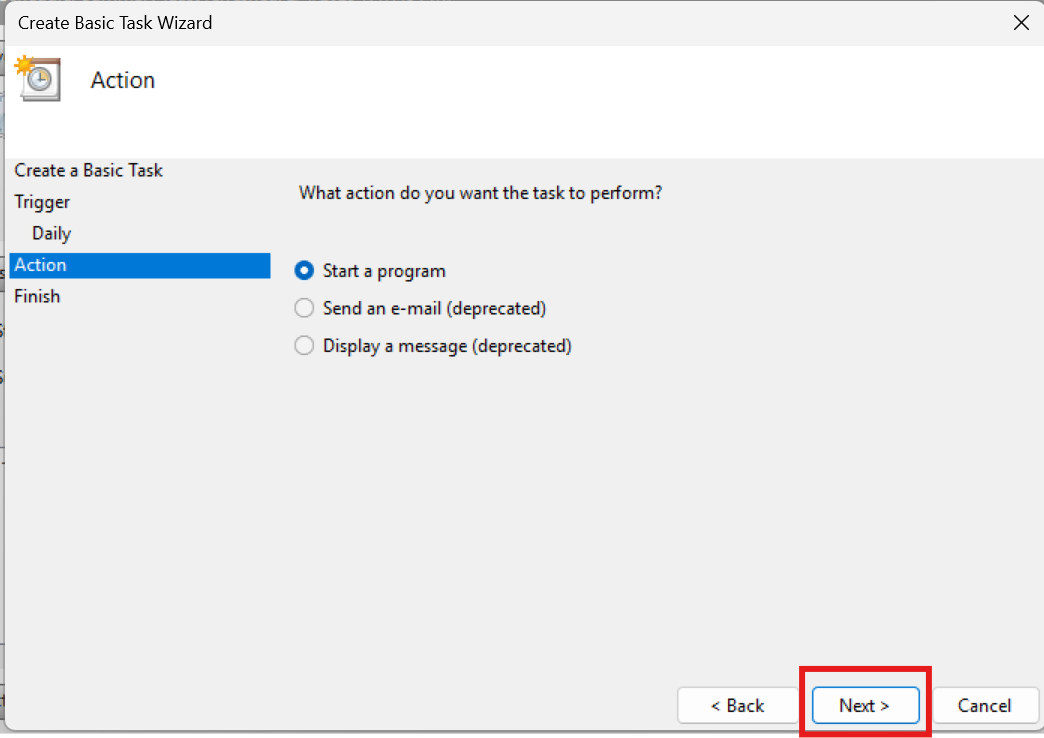 Create Basic Task Wizard
Action
Create a Basic Task
Trigger
Daily
Action
Finish
What action do you want the task to perform?
Start a program
Send an e-mail (deprecated)
Display a message (deprecated)
< Back
Next >
Cancel